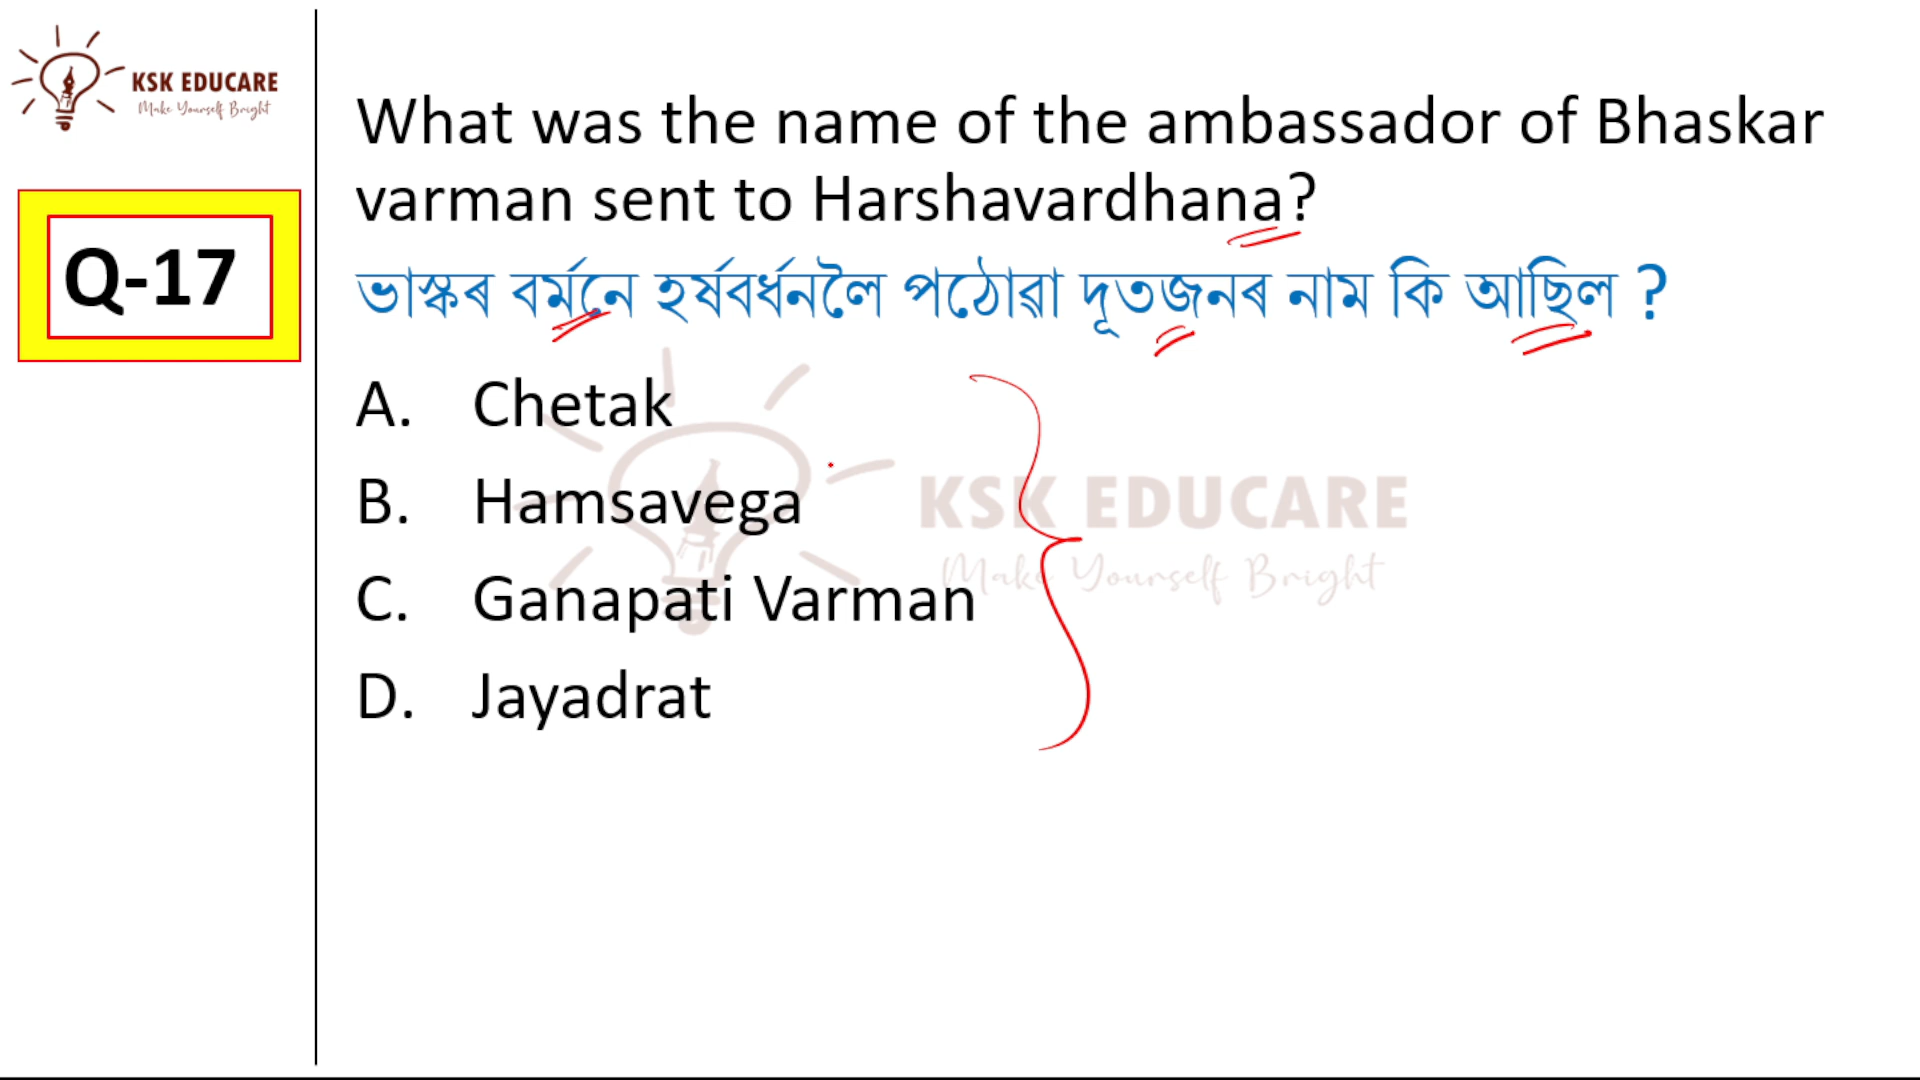 KSK EDUCARE
Make Yourself Bright
Q-17
What was the name of the ambassador of Bhaskar
varman sent to Harshavardhana?
ভাস্কৰ বৰ্মনে হৰ্ষবৰ্ধনলৈ পঠোৱা দূতজনৰ নাম কি আছিল ?
A. Chetak
B. Hamsavega
C. Ganapati Varman
D. Jayadrat
KSK EDUCARE
Make Yourself Bright